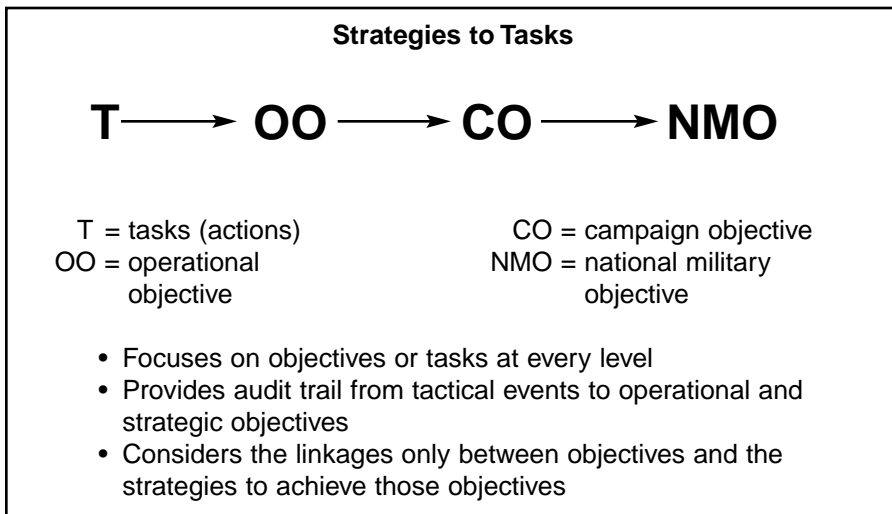 Strategies to Tasks
T OO CO NMO
T = tasks (actions)
OO = operational
objective
CO = campaign objective
NMO = national military
objective
• Focuses on objectives or tasks at every level
• Provides audit trail from tactical events to operational and
strategic objectives
• Considers the linkages only between objectives and the
strategies to achieve those objectives